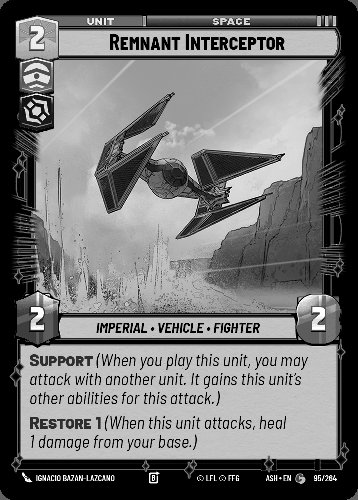 UNIT
SPACE
2
REMNANT INTERCEPTOR
2
2
IMPERIAL • VEHICLE • FIGHTER
SUPPORT (When you play this unit, you may
attack with another unit. It gains this unit's
other abilities for this attack.)
RESTORE 1 (When this unit attacks, heal
1 damage from your base.)
IGNACIO BAZAN-LAZCANO
© LFL © FFG
ASH • EN
95/264